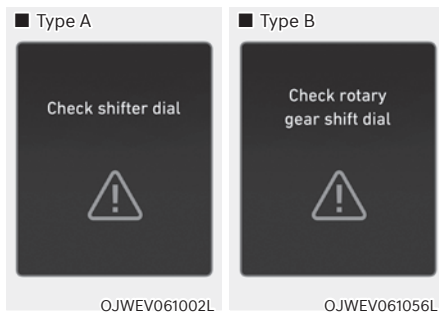 ■ Type A
Check shifter dial
OJWEV061002L
■ Type B
Check rotary
gear shift dial
OJWEV061056L